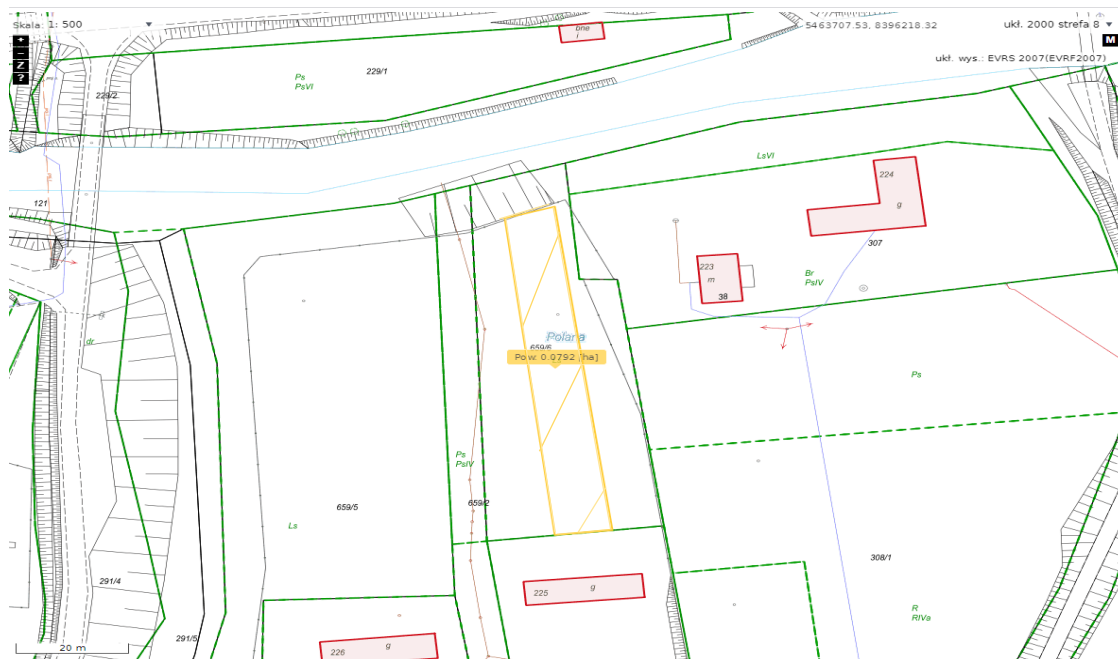 Skala: 1: 500
5463707.53, 8396218.32
ukł. 2000 strefa 8
M
ukł. wys.: EVRS 2007(EVRF2007)
+
-
Z
?
bne
i
229/1
Ps
PsVI
229/2
LsVI
224
g
121
307
223
m
38
Br
PsIV
dr
Polana
659/6
Pow: 0.0792 [ha]
Ps
Ps
PsIV
659/2
659/5
Ls
308/1
291/4
225
g
R
RIVa
291/5
226
g
20 m